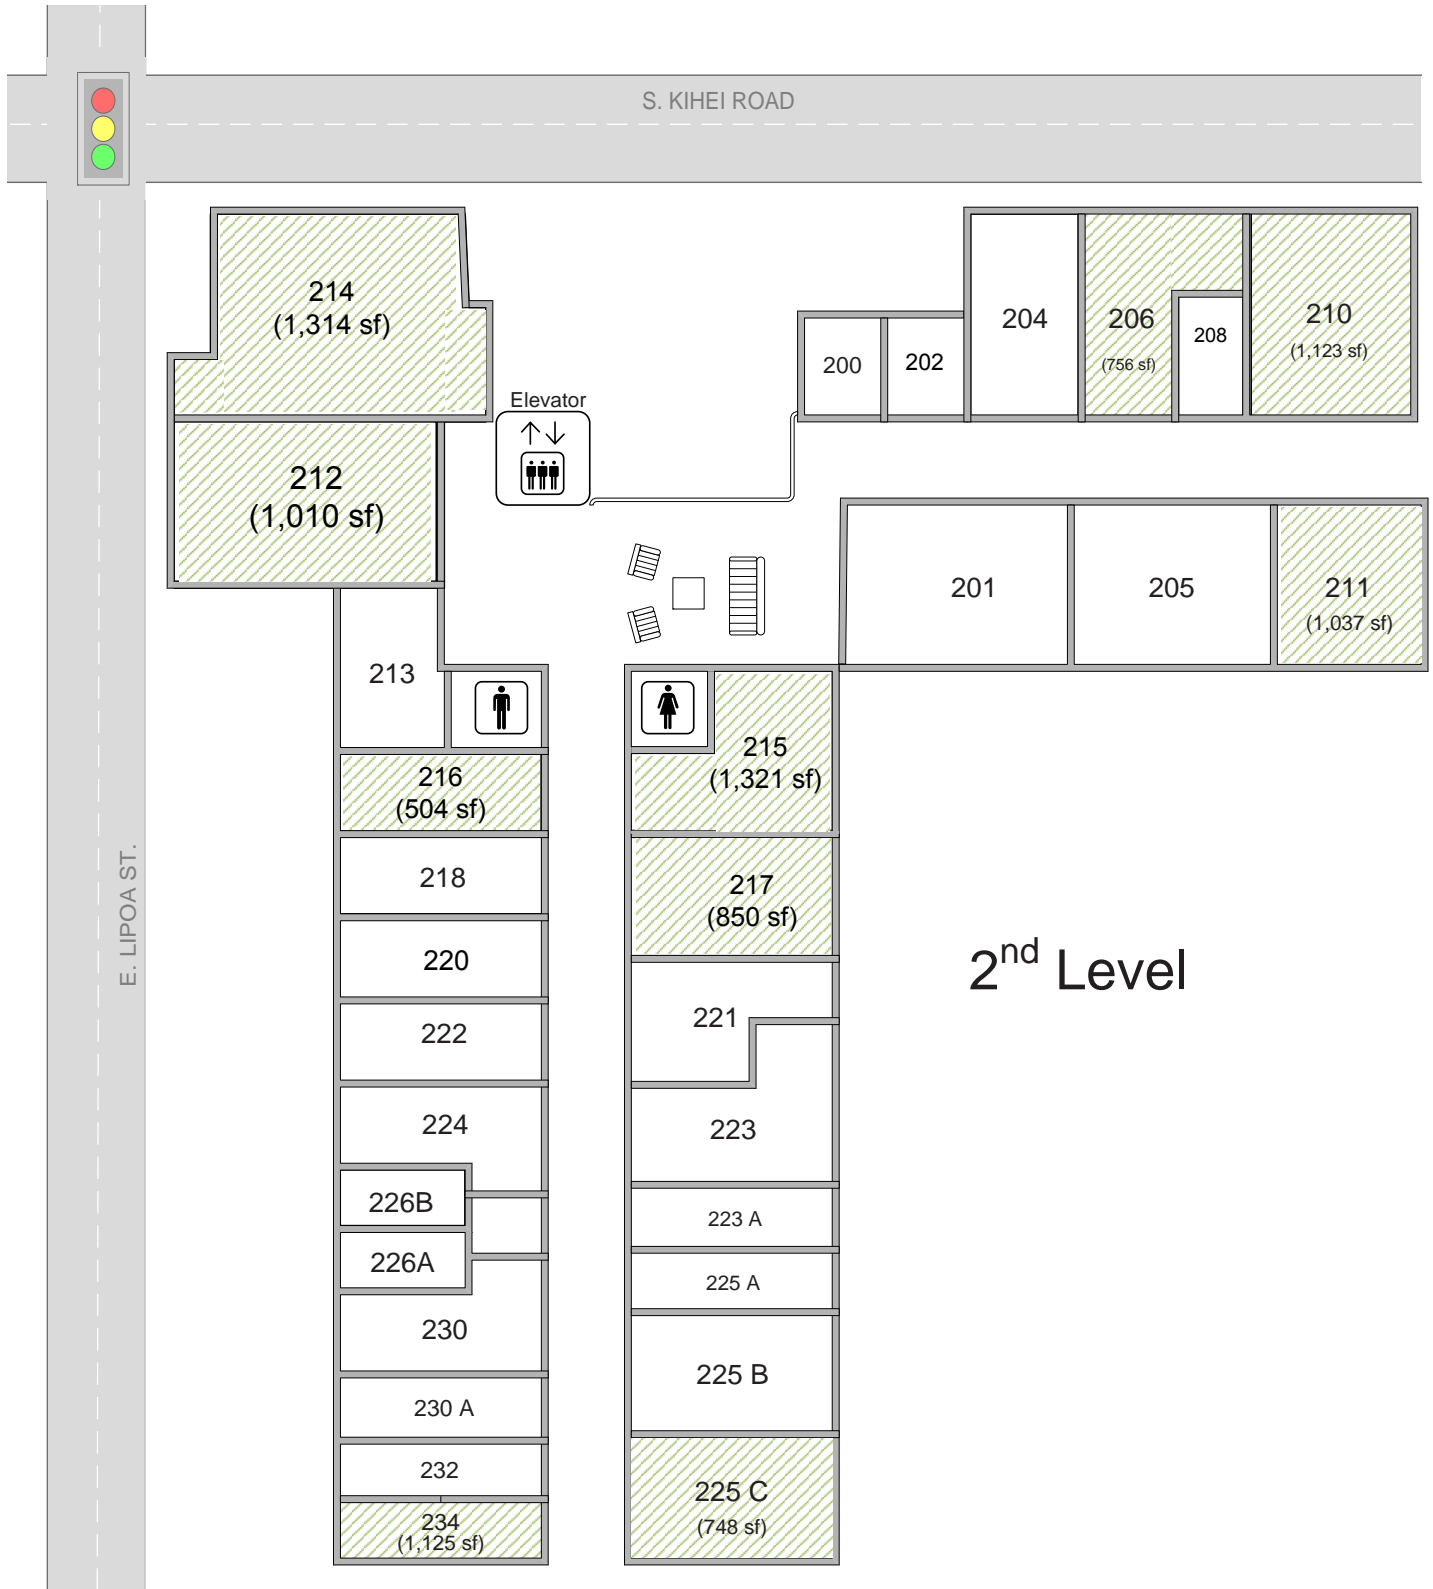 S. KIHEI ROAD
E. LIPOA ST.
214
(1,314 sf)
212
(1,010 sf)
Elevator
200
202
204
206
(756 sf)
208
210
(1,123 sf)
201
205
211
(1,037 sf)
213
216
(504 sf)
218
220
222
224
226B
226A
230
230 A
232
234
(1,125 sf)
215
(1,321 sf)
217
(850 sf)
221
223
223 A
225 A
225 B
225 C
(748 sf)
2nd Level